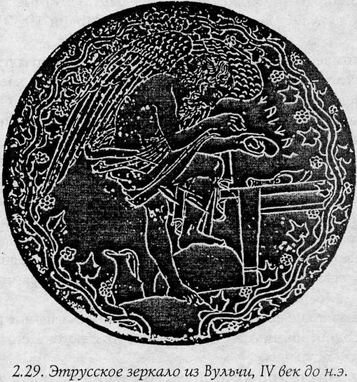 2.29. Этрусское зеркало из Вульчи, IV век до н.э.